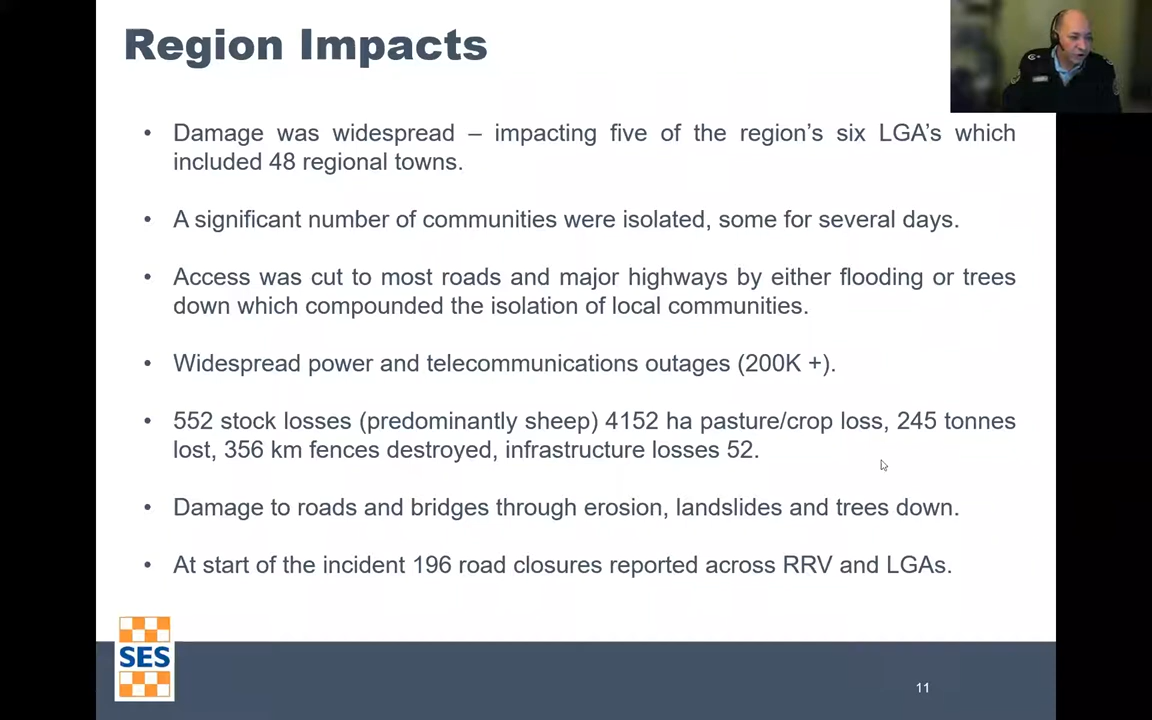 Region Impacts
• Damage was widespread – impacting five of the region's six LGA's which
included 48 regional towns.
• A significant number of communities were isolated, some for several days.
• Access was cut to most roads and major highways by either flooding or trees
down which compounded the isolation of local communities.
• Widespread power and telecommunications outages (200K +).
• 552 stock losses (predominantly sheep) 4152 ha pasture/crop loss, 245 tonnes
lost, 356 km fences destroyed, infrastructure losses 52.
• Damage to roads and bridges through erosion, landslides and trees down.
• At start of the incident 196 road closures reported across RRV and LGAs.
SES
11